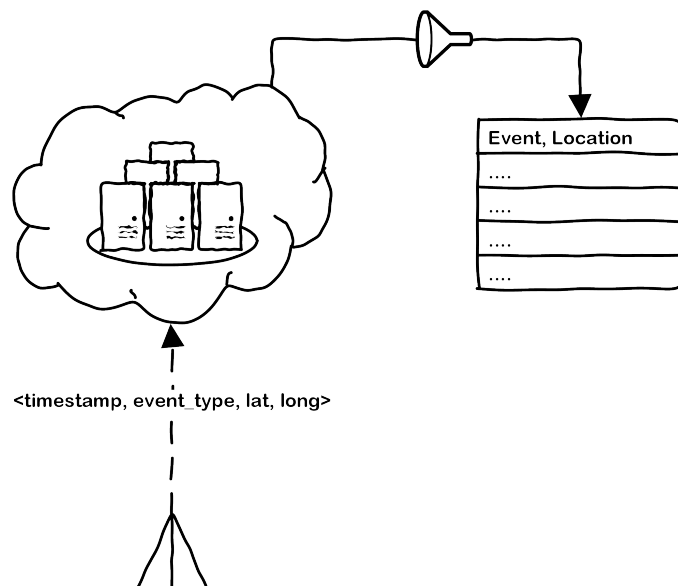 Event, Location
....
....
....
....
<timestamp, event_type, lat, long>